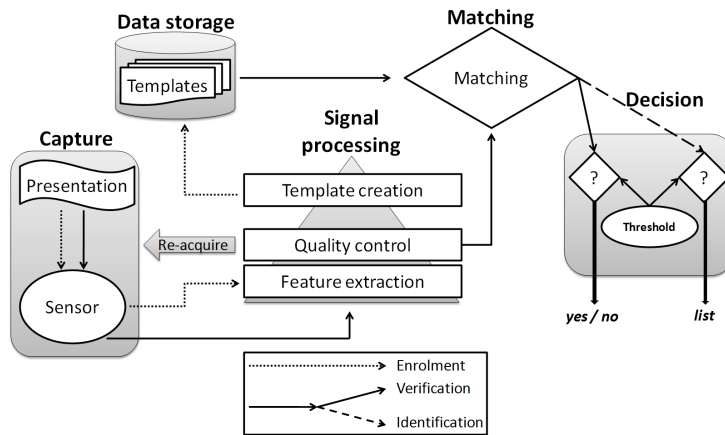 Data storage
Matching
Templates
Matching
Decision
Capture
Signal
processing
Presentation
Template creation
?
?
Threshold
Re-acquire
Quality control
Sensor
Feature extraction
yes / no
list
Enrolment
Verification
Identification